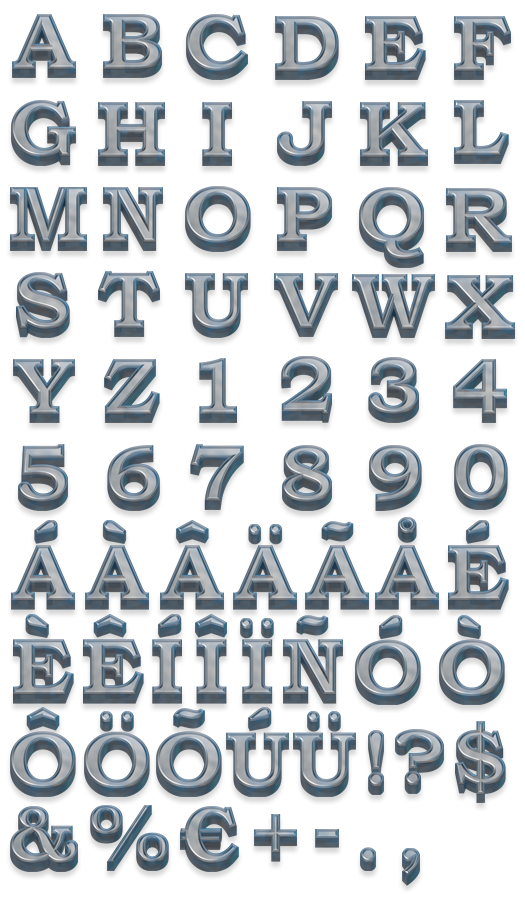 A B C D E F
G H I J K L
M N O P Q R
S T U V W X
Y Z 1 2 3 4
5 6 7 8 9 0
Á À Â Ä Ã Å É
È Ê Í Î Ï Ñ Ó Ò
Ô Ö Õ Ú Ü ! ? $
& % € + - . ,